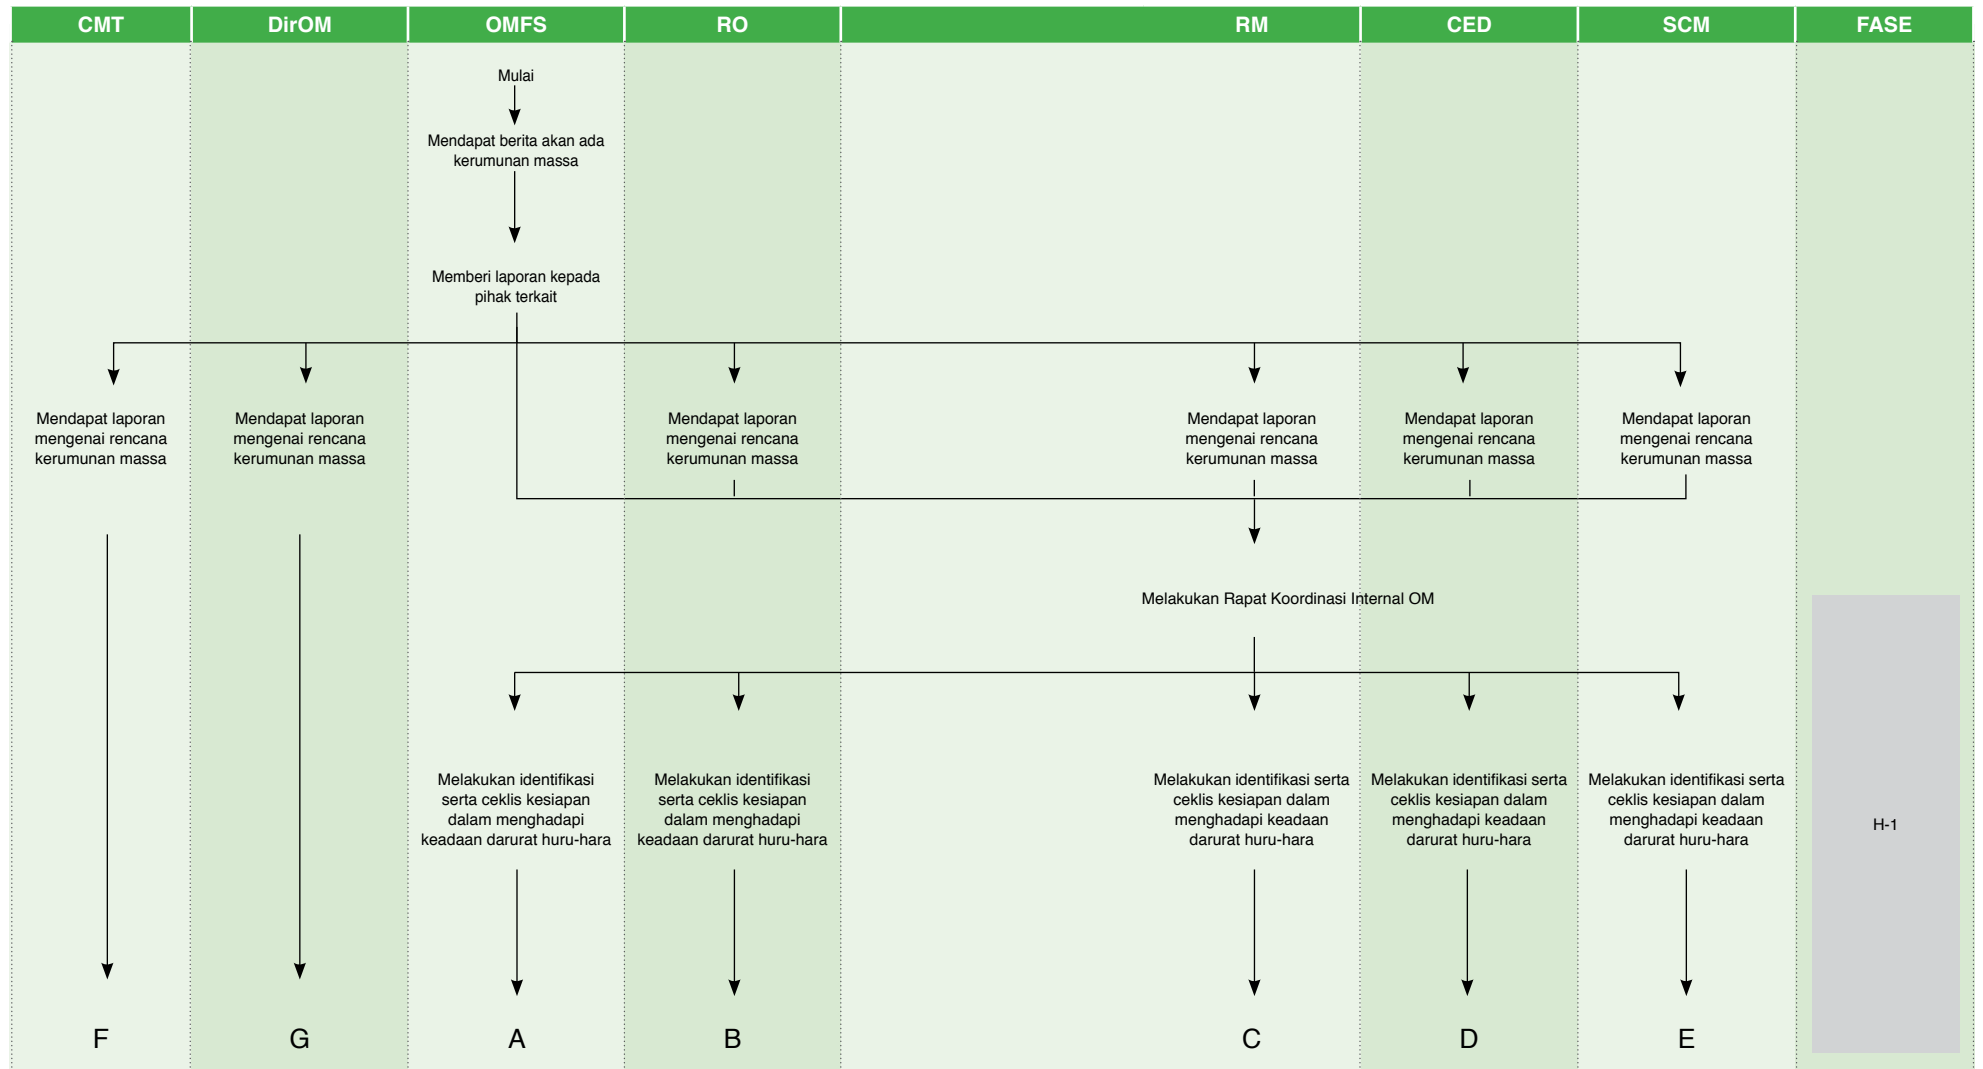 CMT
DirOM
OMFS
RO
RM
CED
SCM
FASE
Mulai
Mendapat berita akan ada
kerumunan massa
Memberi laporan kepada
pihak terkait
Mendapat laporan
mengenai rencana
kerumunan massa
Mendapat laporan
mengenai rencana
kerumunan massa
Mendapat laporan
mengenai rencana
kerumunan massa
Mendapat laporan
mengenai rencana
kerumunan massa
Mendapat laporan
mengenai rencana
kerumunan massa
Mendapat laporan
mengenai rencana
kerumunan massa
Melakukan Rapat Koordinasi Internal OM
Melakukan identifikasi
serta ceklis kesiapan
dalam menghadapi
keadaan darurat huru-hara
Melakukan identifikasi
serta ceklis kesiapan
dalam menghadapi
keadaan darurat huru-hara
Melakukan identifikasi serta
ceklis kesiapan dalam
menghadapi keadaan
darurat huru-hara
Melakukan identifikasi serta
ceklis kesiapan dalam
menghadapi keadaan
darurat huru-hara
Melakukan identifikasi serta
ceklis kesiapan dalam
menghadapi keadaan
darurat huru-hara
H-1
F
G
A
B
C
D
E